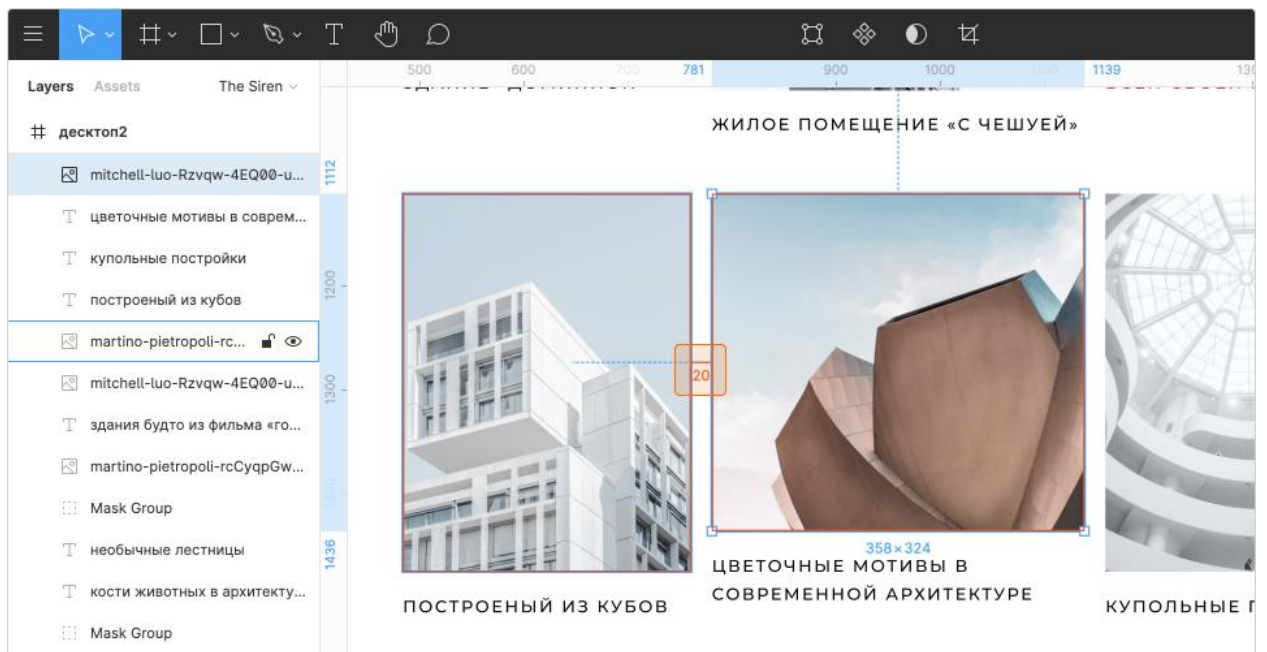 500 600 700 781 900 1000 1100 1139
Layers Assets The Siren
десктоп2
ЖИЛОЕ ПОМЕЩЕНИЕ «С ЧЕШУЕЙ»
mitchell-luo-Rzvqw-4EQ00-u...
1112
цветочные мотивы в соврем...
купольные постройки
1200
построеный из кубов
martino-pietropoli-rc...
20
mitchell-luo-Rzvqw-4EQ00-u...
1300
здания будто из фильма «го...
martino-pietropoli-rcCyqpGw...
1400
Mask Group
необычные лестницы
1436
358×324
ЦВЕТОЧНЫЕ МОТИВЫ В
СОВРЕМЕННОЙ АРХИТЕКТУРЕ
кости животных в архитекту...
ПОСТРОЕНЫЙ ИЗ КУБОВ
КУПОЛЬНЫЕ
Mask Group